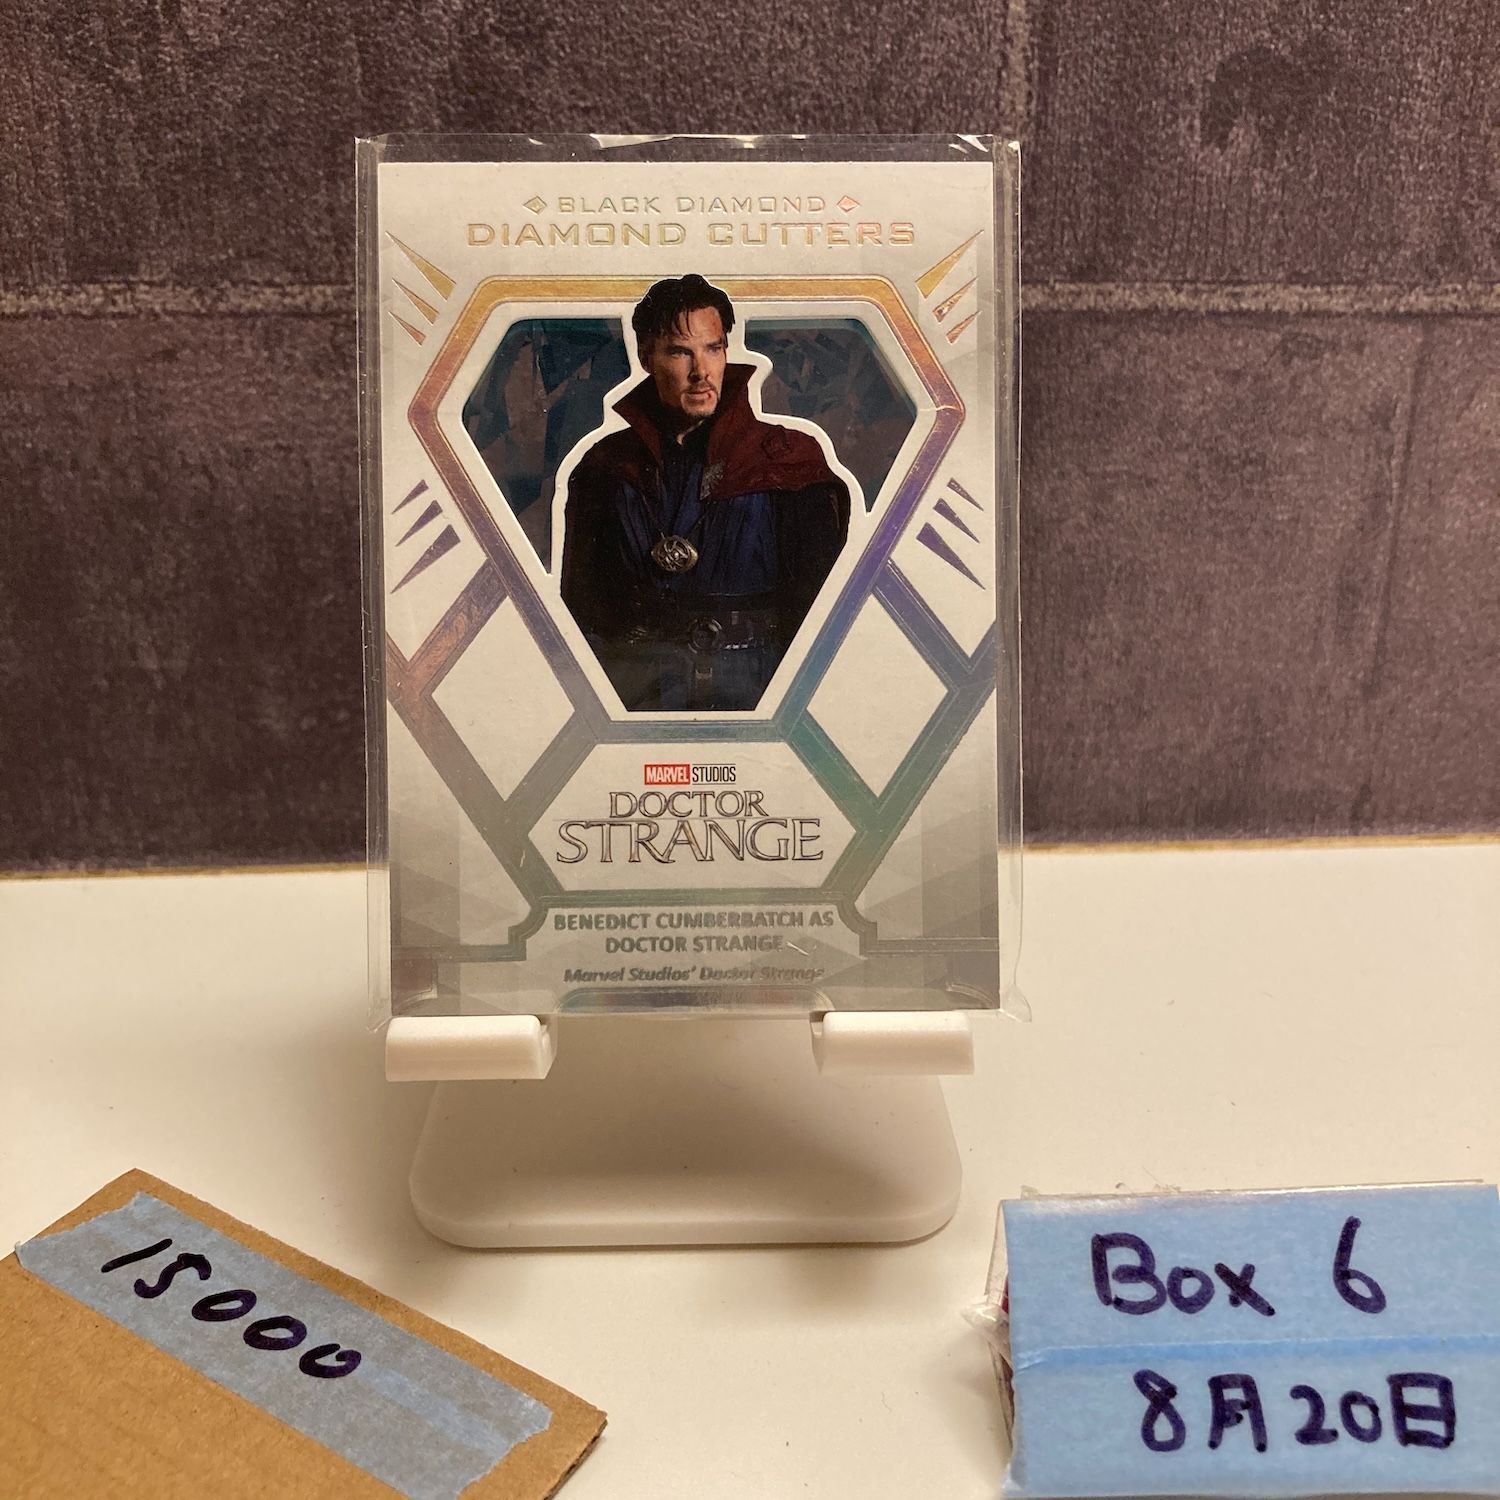 BLACK DIAMOND
DIAMOND CUTTERS
MARVEL STUDIOS
DOCTOR
STRANGE
BENEDICT CUMBERBATCH AS
DOCTOR STRANGE
Marvel Studios' Doctor Strange
15000
Box 6
8月20日